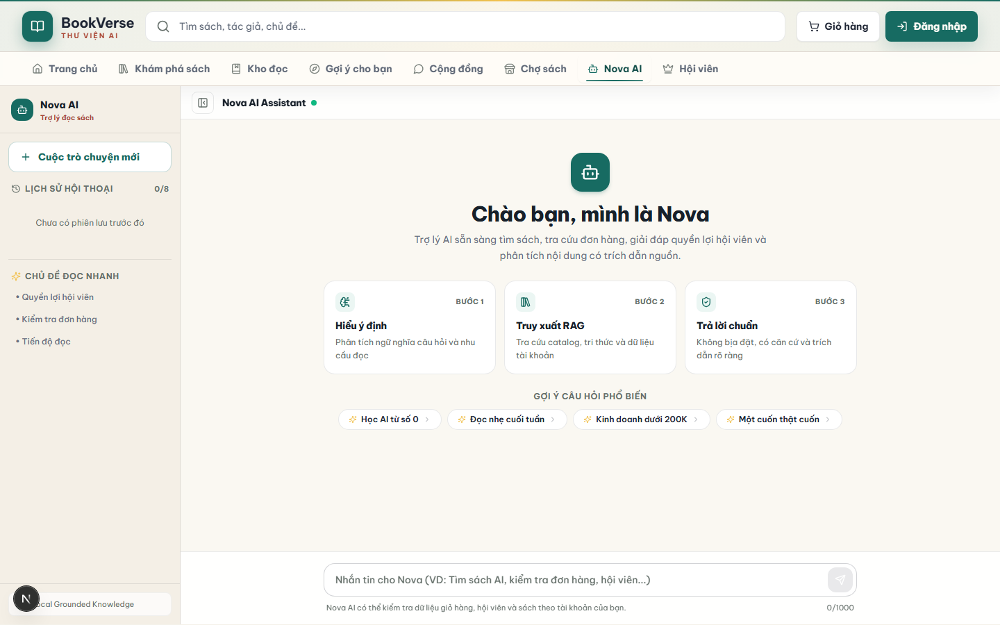 BookVerse
THƯ VIỆN AI
Tìm sách, tác giả, chủ đề...
Giỏ hàng
Đăng nhập
Trang chủ
Khám phá sách
Kho đọc
Gợi ý cho bạn
Cộng đồng
Chợ sách
Nova AI
Hội viên
Nova AI
Trợ lý đọc sách
Cuộc trò chuyện mới
LỊCH SỬ HỘI THOẠI 0/8
Chưa có phiên lưu trước đó
CHỦ ĐỀ ĐỌC NHANH
• Quyền lợi hội viên
• Kiểm tra đơn hàng
• Tiến độ đọc
N
ocal Grounded Knowledge
Nova AI Assistant
Chào bạn, mình là Nova
Trợ lý AI sẵn sàng tìm sách, tra cứu đơn hàng, giải đáp quyền lợi hội viên và
phân tích nội dung có trích dẫn nguồn.
BƯỚC 1
Hiểu ý định
Phân tích ngữ nghĩa câu hỏi và nhu
cầu đọc
BƯỚC 2
Truy xuất RAG
Tra cứu catalog, tri thức và dữ liệu
tài khoản
BƯỚC 3
Trả lời chuẩn
Không bịa đặt, có căn cứ và trích
dẫn rõ ràng
GỢI Ý CÂU HỎI PHỔ BIẾN
Học AI từ số 0
Đọc nhẹ cuối tuần
Kinh doanh dưới 200K
Một cuốn thật cuốn
Nhắn tin cho Nova (VD: Tìm sách AI, kiểm tra đơn hàng, hội viên...)
Nova AI có thể kiểm tra dữ liệu giỏ hàng, hội viên và sách theo tài khoản của bạn.
0/1000